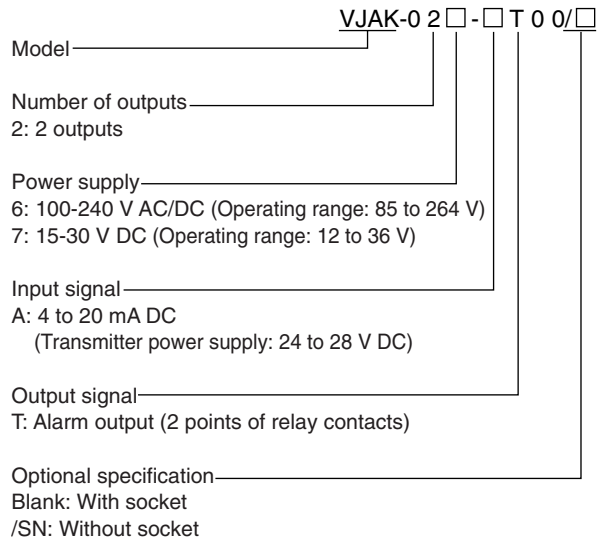 VJAK-0 2 □ - □ T 0 0/□
Model
Number of outputs
2: 2 outputs
Power supply
6: 100-240 V AC/DC (Operating range: 85 to 264 V)
7: 15-30 V DC (Operating range: 12 to 36 V)
Input signal
A: 4 to 20 mA DC
(Transmitter power supply: 24 to 28 V DC)
Output signal
T: Alarm output (2 points of relay contacts)
Optional specification
Blank: With socket
/SN: Without socket